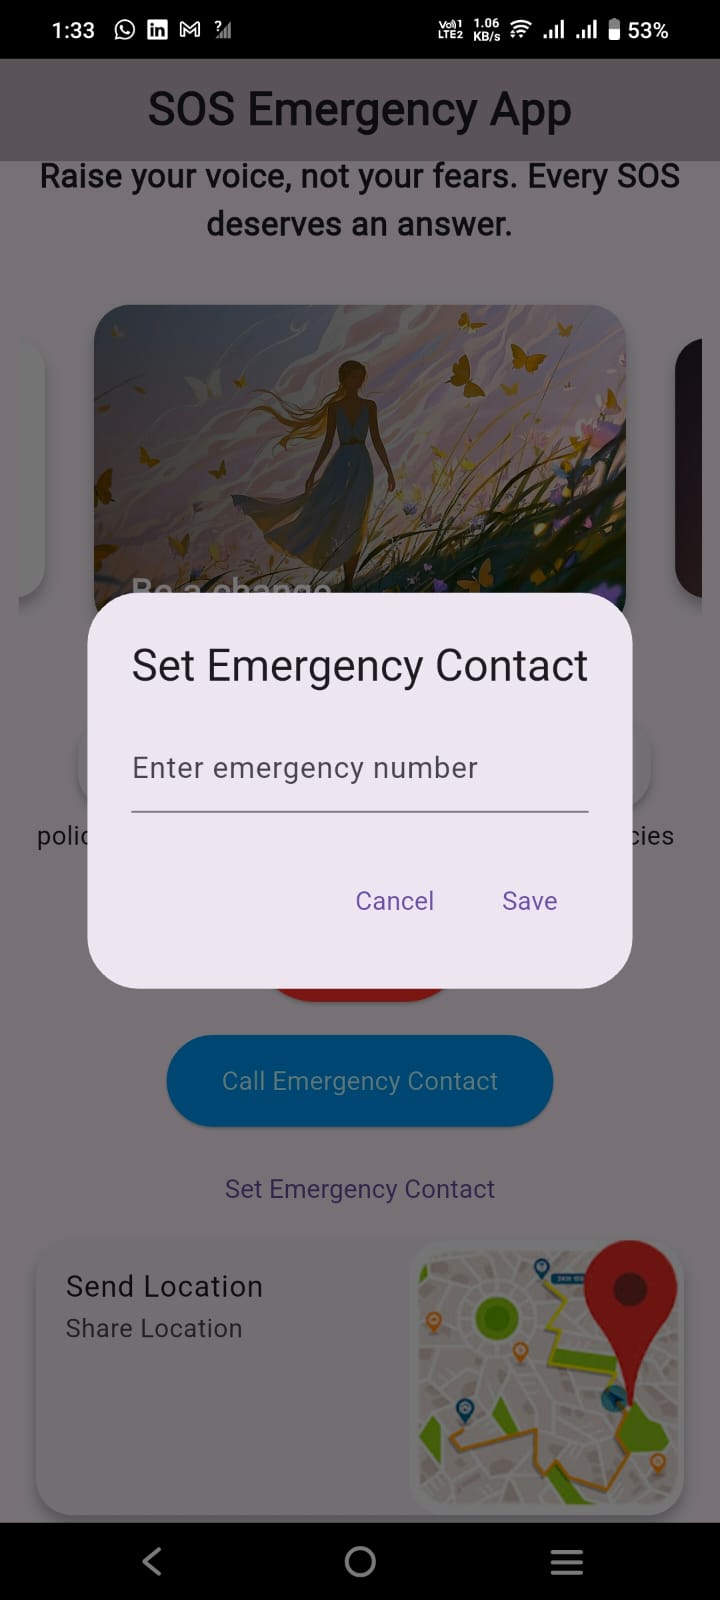 1:33
Vo)) 1
LTE2
1.06
KB/s
53%
SOS Emergency App
Raise your voice, not your fears. Every SOS
deserves an answer.
Be a change
Set Emergency Contact
Enter emergency number
Cancel Save
Call Emergency Contact
Set Emergency Contact
Send Location
Share Location